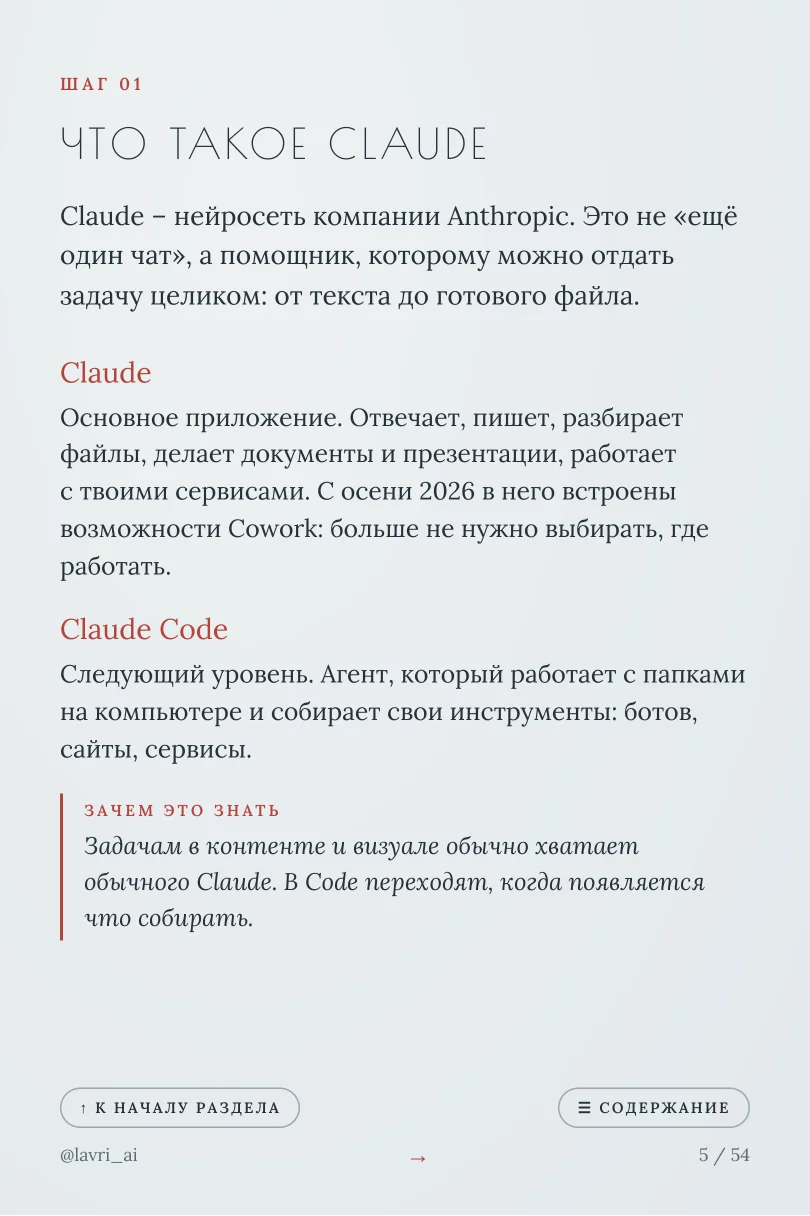 ШАГ 01
ЧТО ТАКОЕ CLAUDE
Claude – нейросеть компании Anthropic. Это не «ещё
один чат», а помощник, которому можно отдать
задачу целиком: от текста до готового файла.
Claude
Основное приложение. Отвечает, пишет, разбирает
файлы, делает документы и презентации, работает
с твоими сервисами. С осени 2026 в него встроены
возможности Cowork: больше не нужно выбирать, где
работать.
Claude Code
Следующий уровень. Агент, который работает с папками
на компьютере и собирает свои инструменты: ботов,
сайты, сервисы.
ЗАЧЕМ ЭТО ЗНАТЬ
Задачам в контенте и визуале обычно хватает
обычного Claude. В Code переходят, когда появляется
что собирать.
↑ К НАЧАЛУ РАЗДЕЛА
☰ СОДЕРЖАНИЕ
@lavri_ai
→
5 / 54